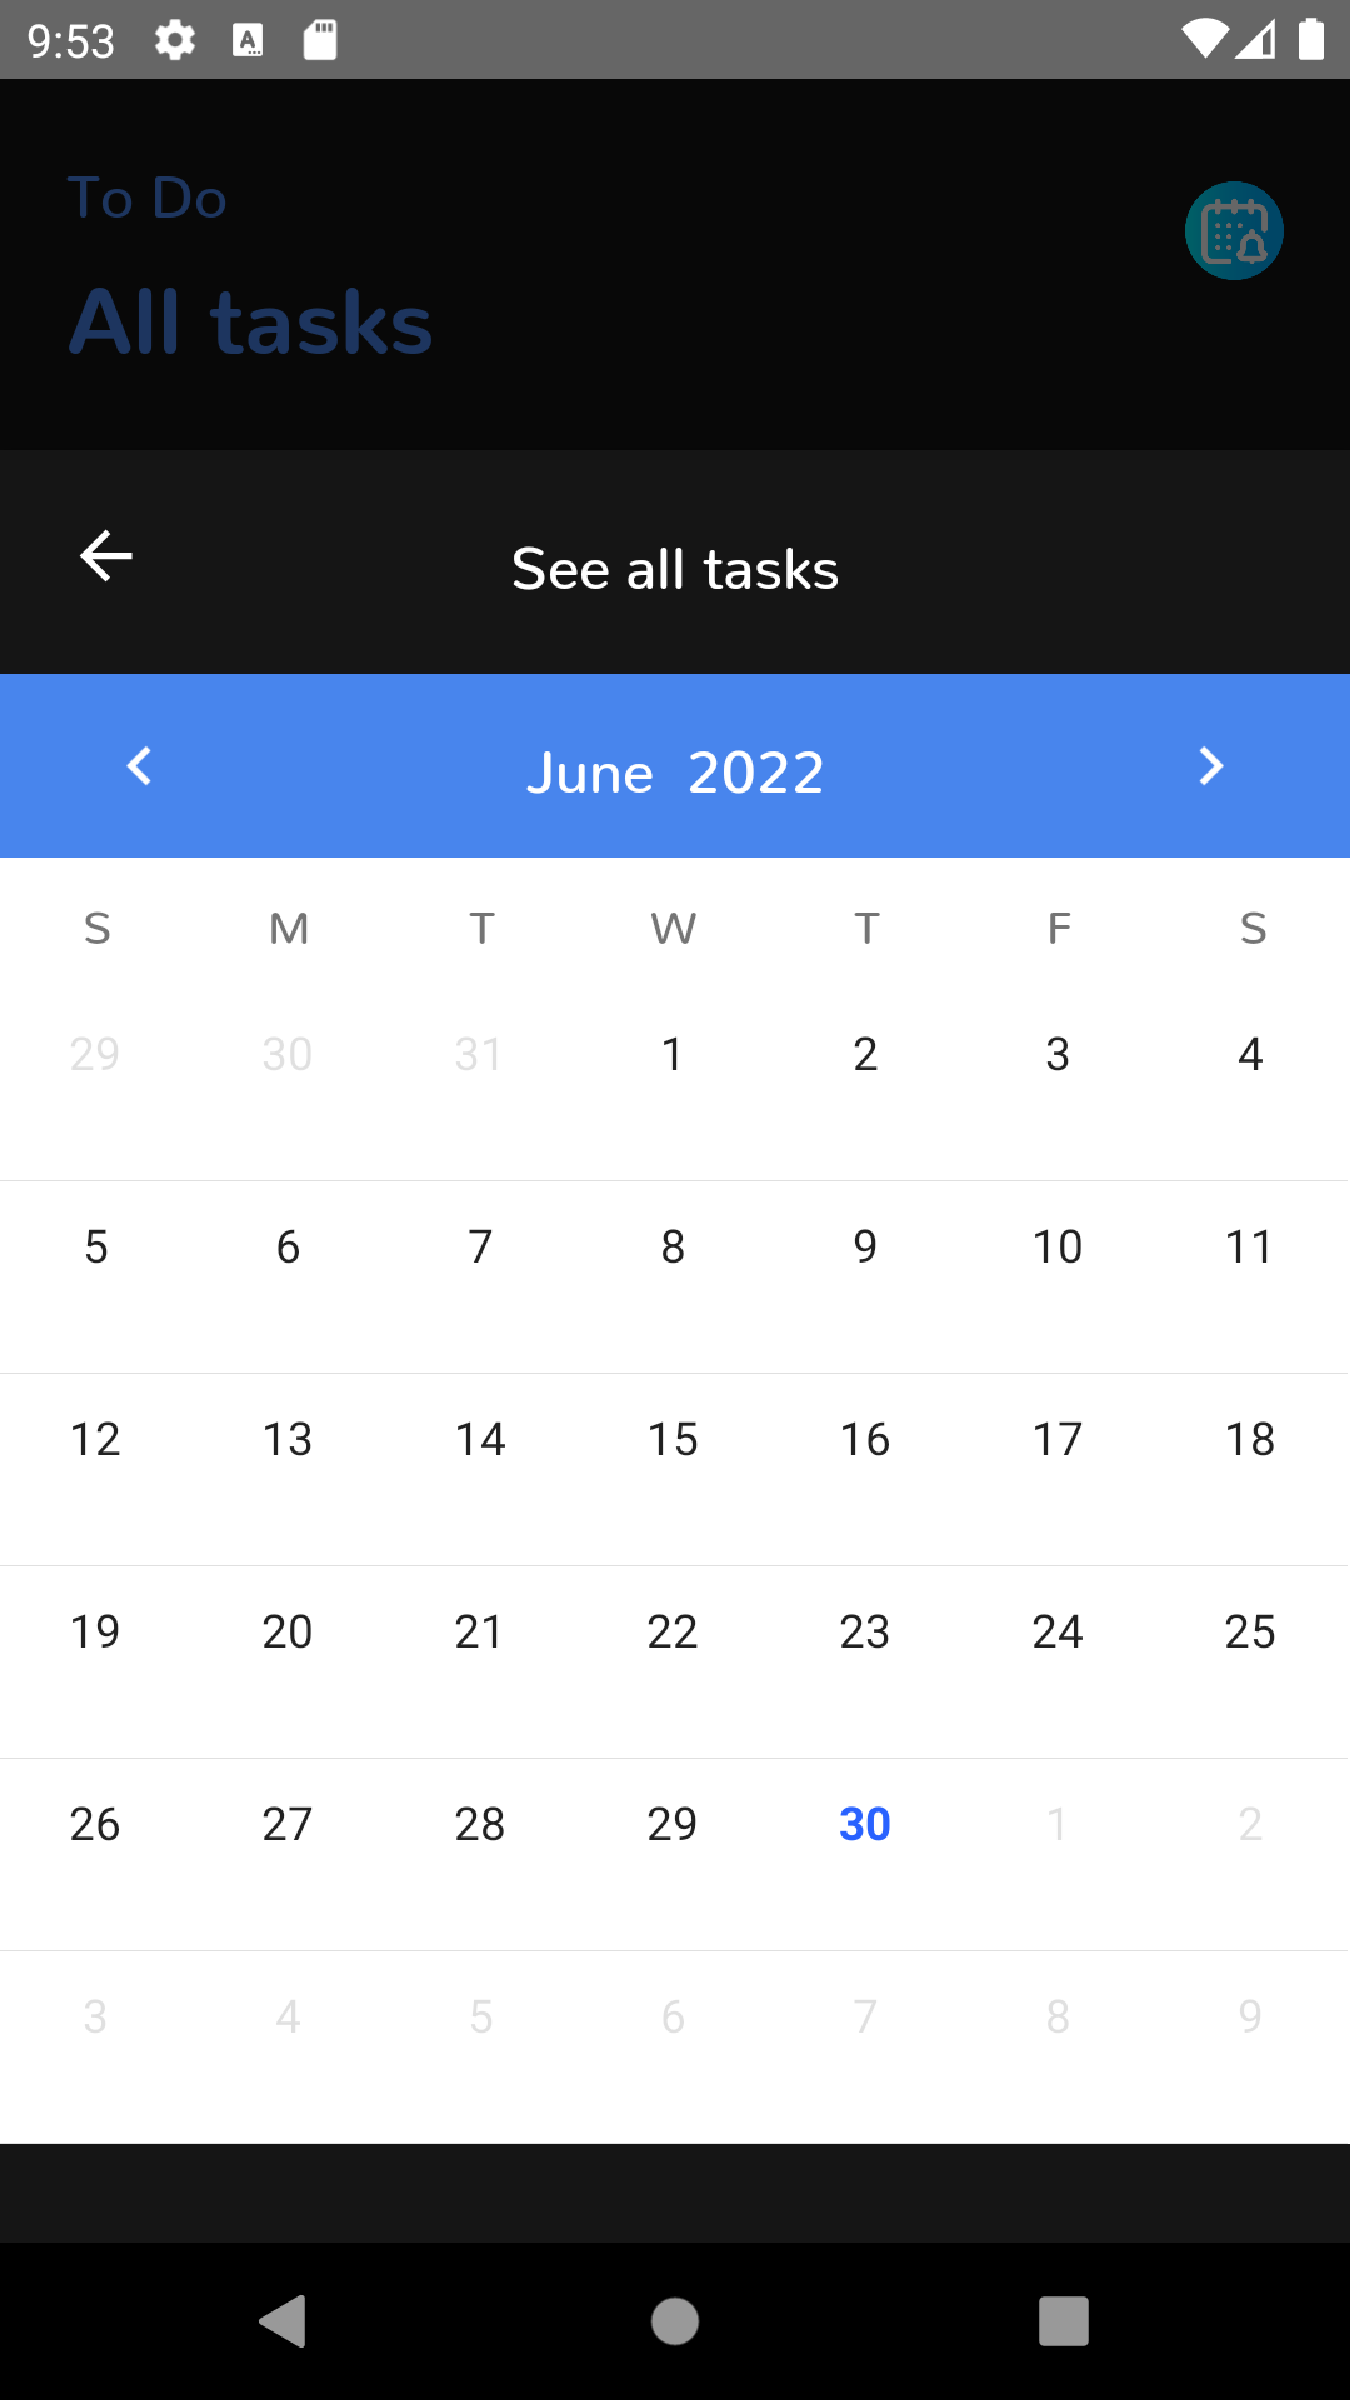 9:53
To Do
All tasks
See all tasks
June 2022
S M T W T F S
29 30 31 1 2 3 4
5 6 7 8 9 10 11
12 13 14 15 16 17 18
19 20 21 22 23 24 25
26 27 28 29 30 1 2
3 4 5 6 7 8 9